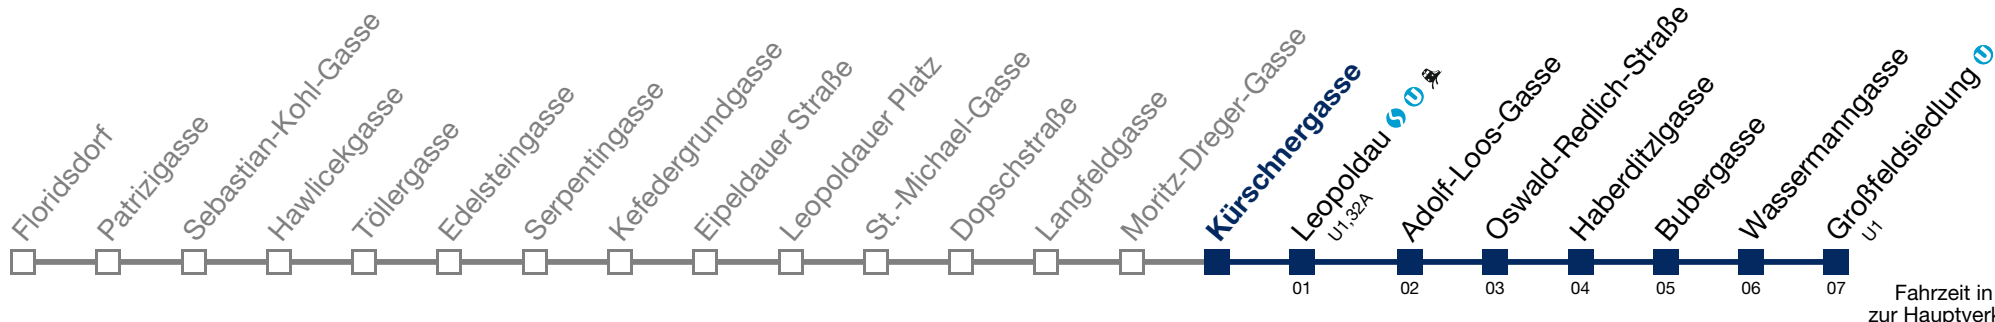 Floridsdorf
Patrizigasse
Sebastian-Kohl-Gasse
Hawlicekgasse
Töllergasse
Edelsteingasse
Serpentingasse
Kefedergrundgasse
Eipeldauer Straße
Leopoldauer Platz
St.-Michael-Gasse
Dopschstraße
Langfeldgasse
Moritz-Dreger-Gasse
Kürschnergasse
Leopoldau S U
U1,32A
Adolf-Loos-Gasse
Oswald-Redlich-Straße
Haberditzlgasse
Bubergasse
Wassermanngasse
Großfeldsiedlung U
U1
01 02 03 04 05 06 07
Fahrzeit in
zur Hauptverk